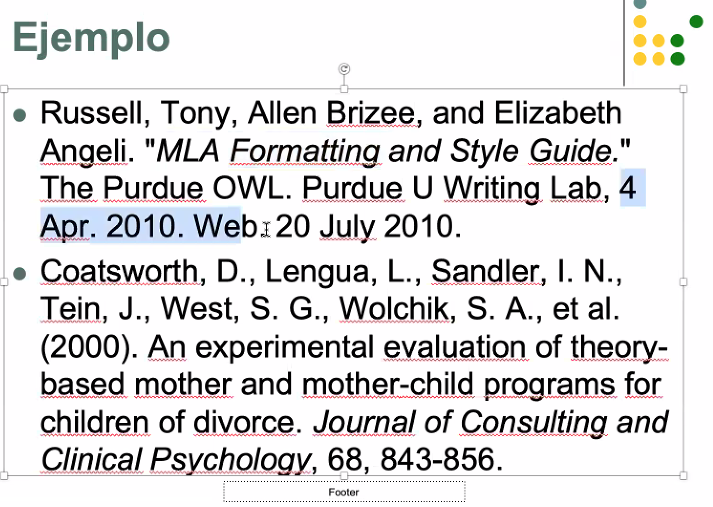 Ejemplo
Russell, Tony, Allen Brizee, and Elizabeth
Angeli. "MLA Formatting and Style Guide."
The Purdue OWL. Purdue U Writing Lab, 4
Apr. 2010. Web. 20 July 2010.
Coatsworth, D., Lengua, L., Sandler, I. N.,
Tein, J., West, S. G., Wolchik, S. A., et al.
(2000). An experimental evaluation of theory-
based mother and mother-child programs for
children of divorce. Journal of Consulting and
Clinical Psychology, 68, 843-856.
Footer